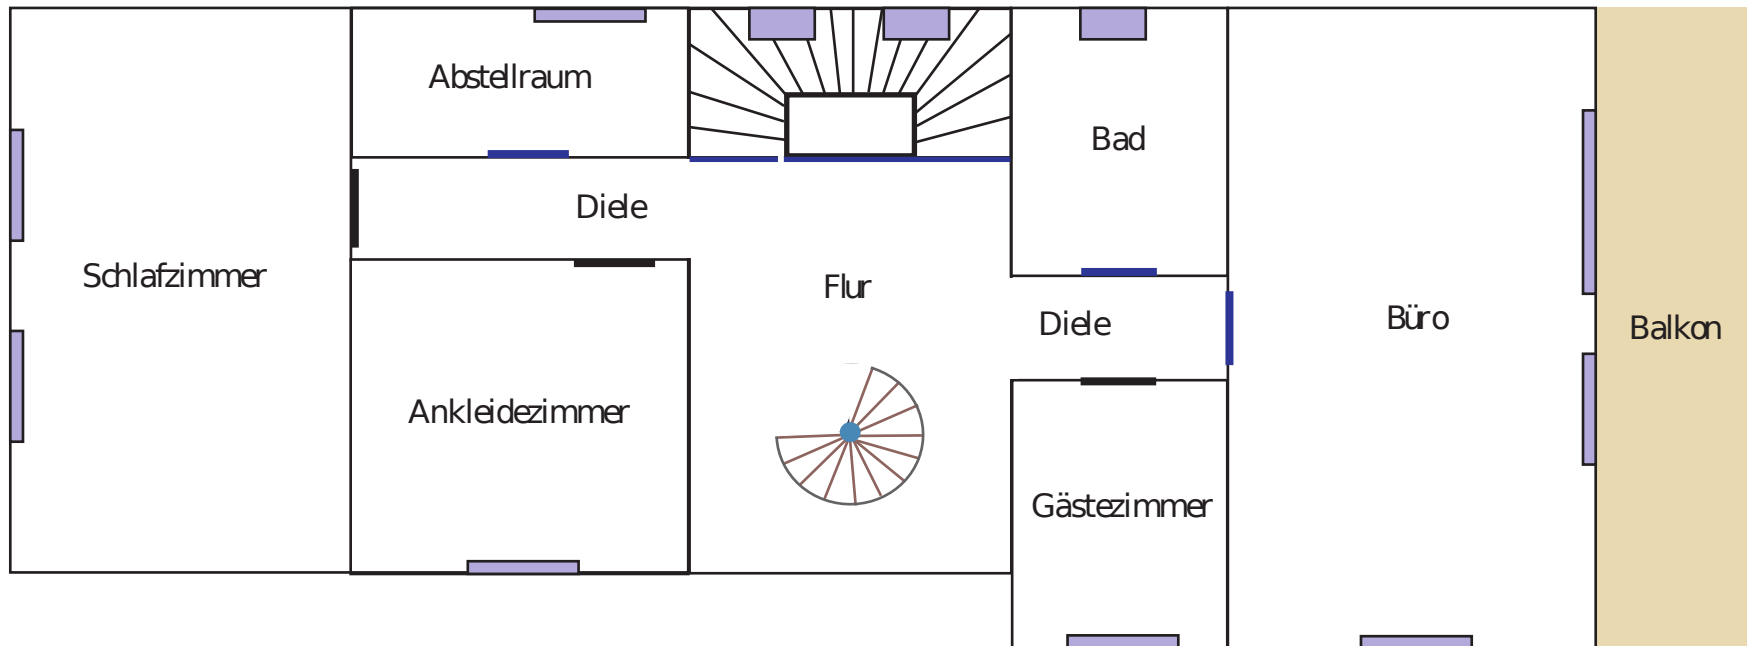 Abstellraum
Bad
Diele
Schlafzimmer
Flur
Diele
Büro
Balkon
Ankleidezimmer
Gästezimmer